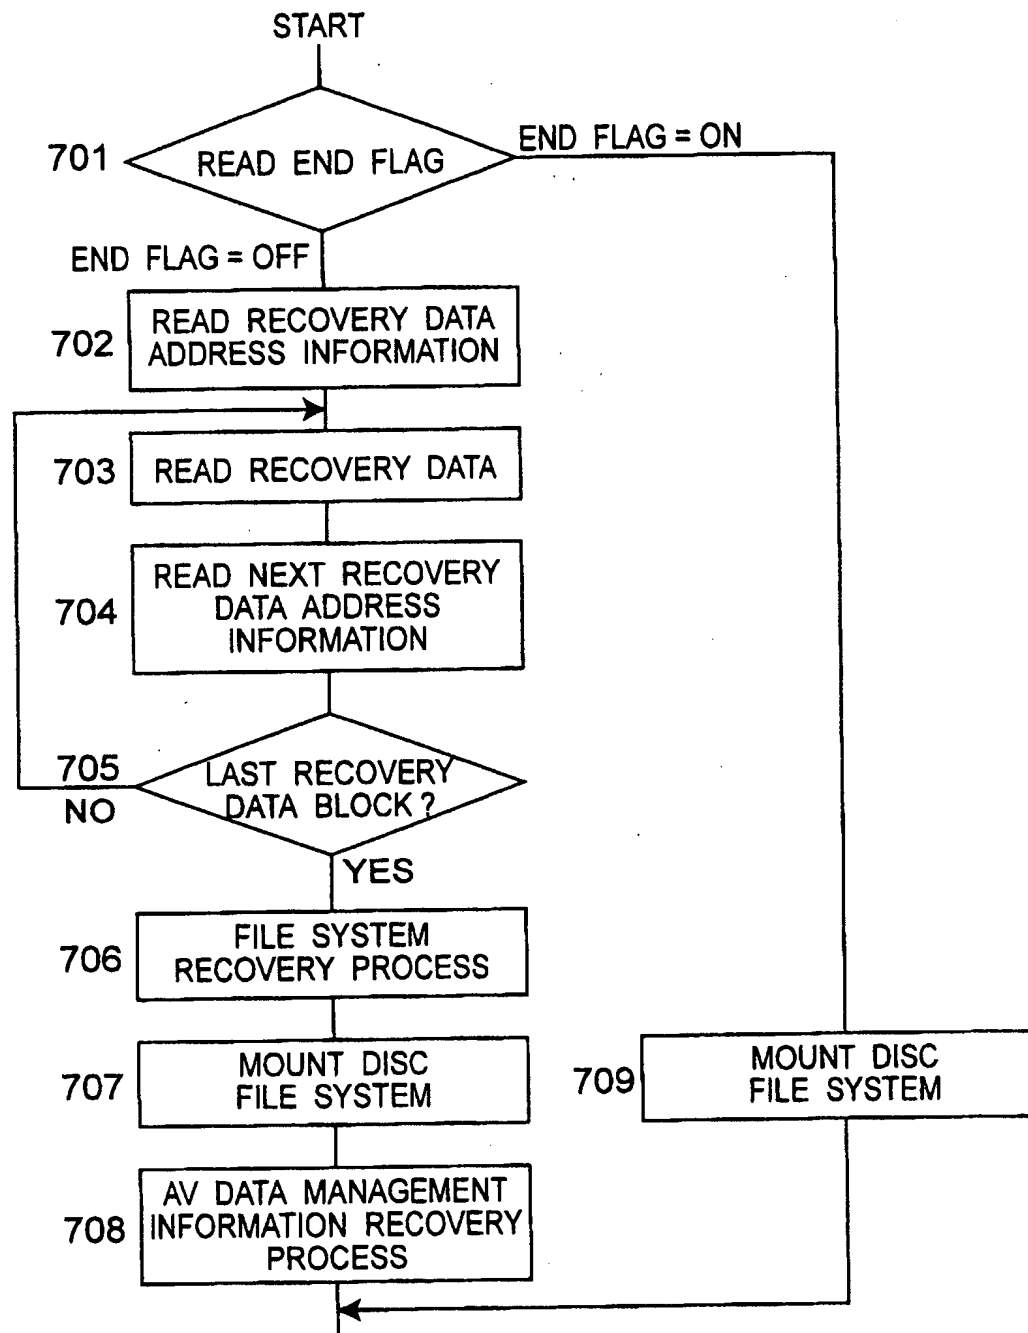 START
701
READ END FLAG
END FLAG = ON
END FLAG = OFF
702
READ RECOVERY DATA
ADDRESS INFORMATION
703
READ RECOVERY DATA
704
READ NEXT RECOVERY
DATA ADDRESS
INFORMATION
705
NO
LAST RECOVERY
DATA BLOCK ?
YES
706
FILE SYSTEM
RECOVERY PROCESS
707
MOUNT DISC
FILE SYSTEM
709
MOUNT DISC
FILE SYSTEM
708
AV DATA MANAGEMENT
INFORMATION RECOVERY
PROCESS